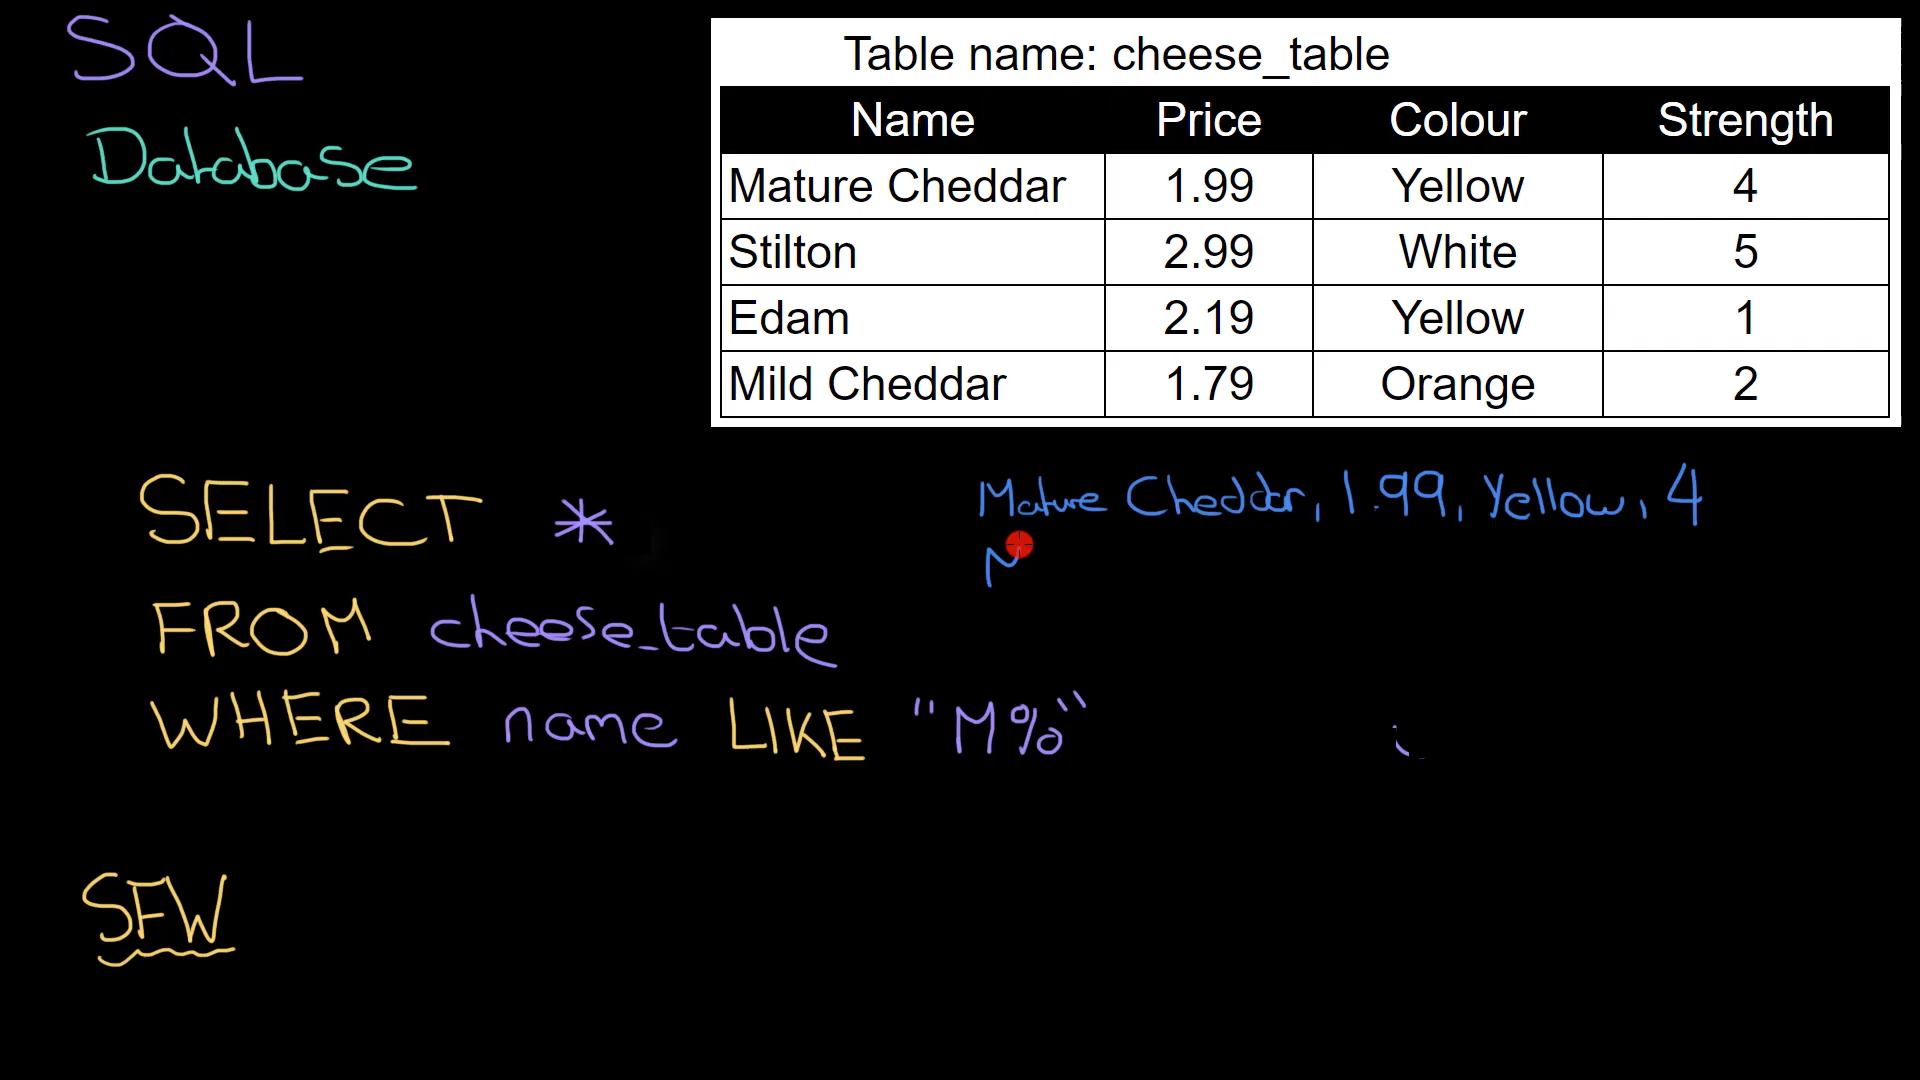 SQL
Database
Table name: cheese_table
Name Price Colour Strength
Mature Cheddar 1.99 Yellow 4
Stilton 2.99 White 5
Edam 2.19 Yellow 1
Mild Cheddar 1.79 Orange 2
SELECT *
Mature Cheddar, 1.99, Yellow, 4
FROM cheese_table
WHERE name LIKE "M%"
SFW